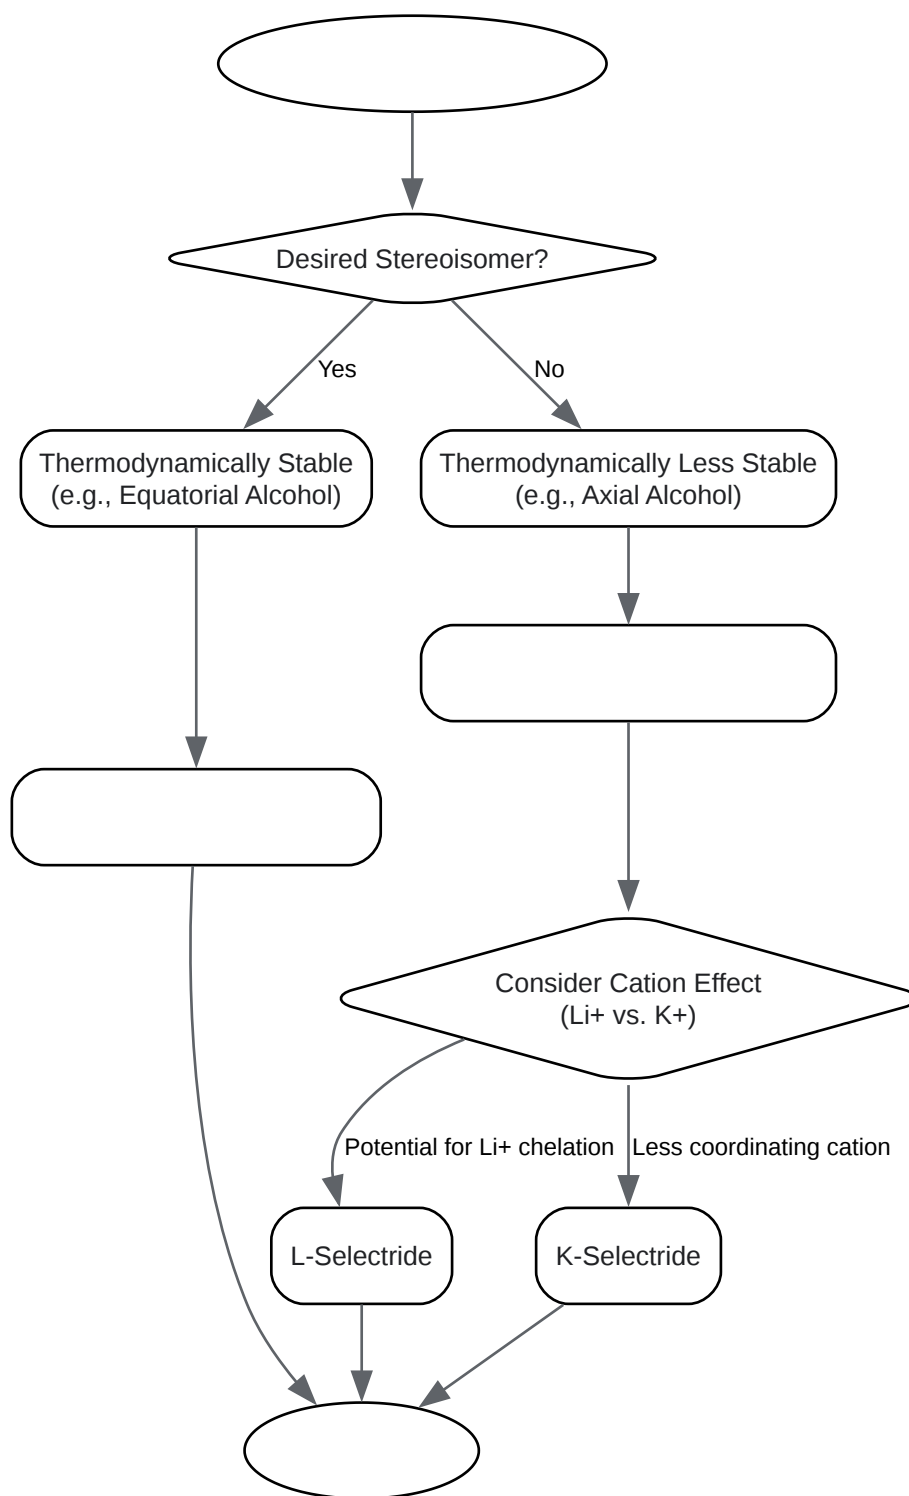 Desired Stereoisomer?
Yes
No
Thermodynamically Stable
(e.g., Equatorial Alcohol)
Thermodynamically Less Stable
(e.g., Axial Alcohol)
Consider Cation Effect
(Li+ vs. K+)
Potential for Li+ chelation
Less coordinating cation
L-Selectride
K-Selectride